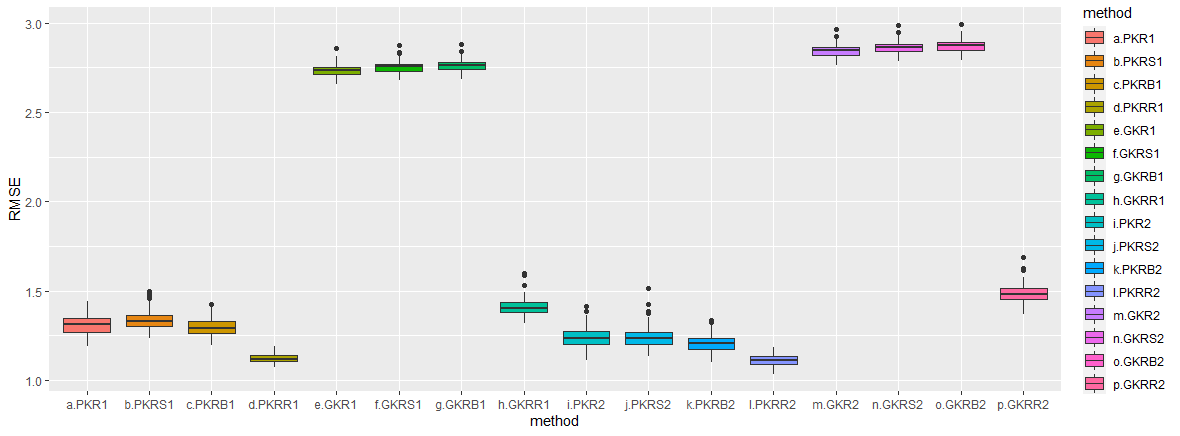 3.0
2.5
2.0
1.5
1.0
RMSE
a.PKR1 b.PKRS1 c.PKRB1 d.PKRR1 e.GKR1 f.GKRS1 g.GKRB1 h.GKRR1 i.PKR2 j.PKRS2 k.PKRB2 l.PKRR2 m.GKR2 n.GKRS2 o.GKRB2 p.GKRR2
method
method
a.PKR1
b.PKRS1
c.PKRB1
d.PKRR1
e.GKR1
f.GKRS1
g.GKRB1
h.GKRR1
i.PKR2
j.PKRS2
k.PKRB2
l.PKRR2
m.GKR2
n.GKRS2
o.GKRB2
p.GKRR2